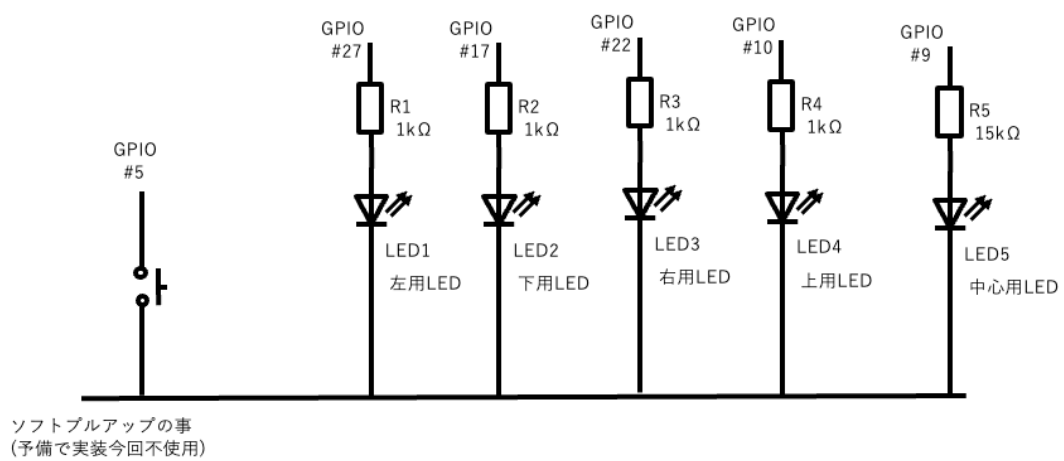 GPIO
#27
GPIO
#17
GPIO
#22
GPIO
#10
GPIO
#9
R1
1kΩ
R2
1kΩ
R3
1kΩ
R4
1kΩ
R5
15kΩ
GPIO
#5
LED1
左用LED
LED2
下用LED
LED3
右用LED
LED4
上用LED
LED5
中心用LED
ソフトプルアップの事
(予備で実装今回不使用)